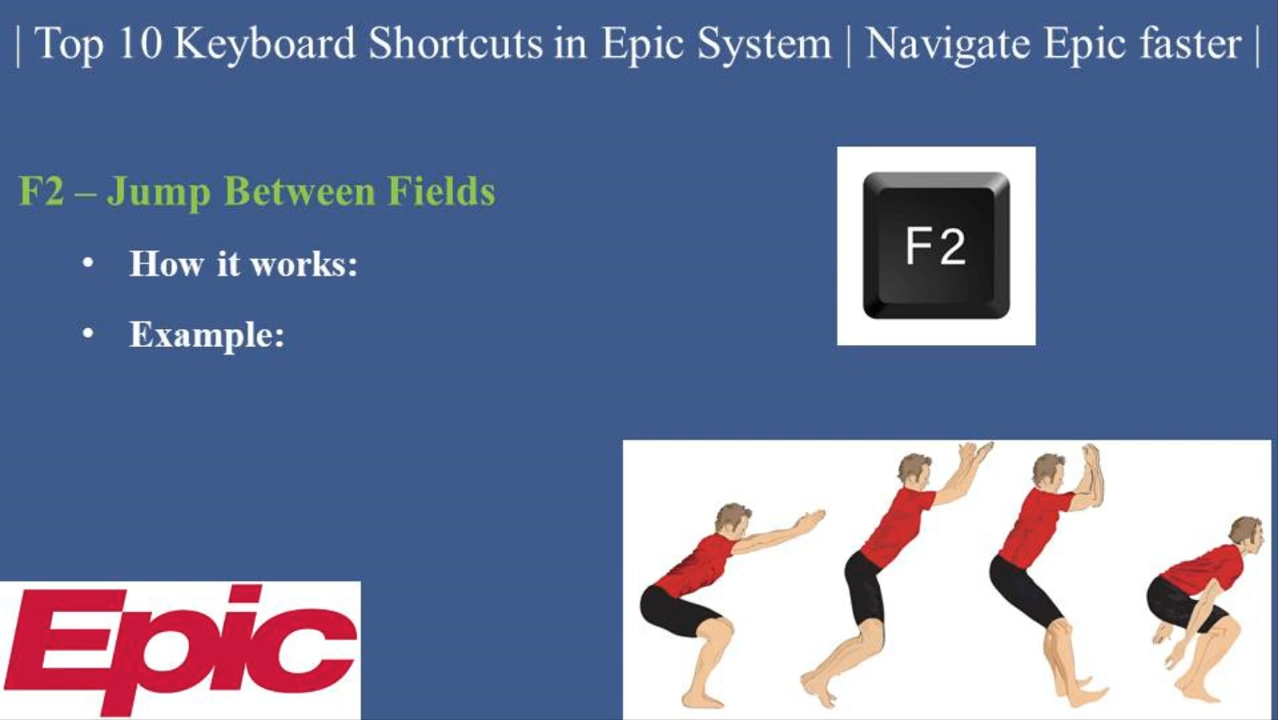 | Top 10 Keyboard Shortcuts in Epic System | Navigate Epic faster |
F2 – Jump Between Fields
• How it works:
• Example:
F2
Epic